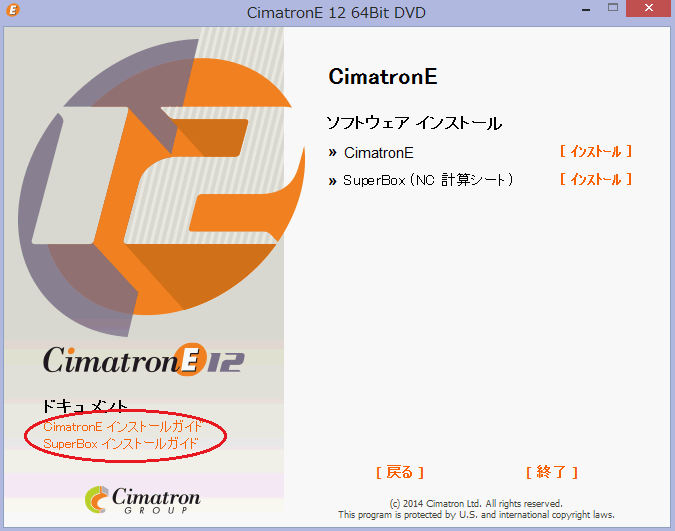 CimatronE 12 64Bit DVD
12
CimatronE
ソフトウェア インストール
» CimatronE [ インストール ]
» SuperBox (NC 計算シート) [ インストール ]
CimatronE 12
ドキュメント
CimatronE インストールガイド
SuperBox インストールガイド
Cimatron
GROUP
[ 戻る ] [ 終了 ]
(c) 2014 Cimatron Ltd. All rights reserved.
This program is protected by U.S. and international copyright laws.